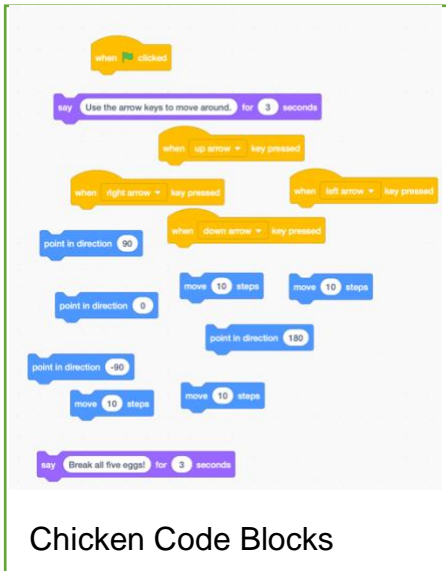 when clicked
say Use the arrow keys to move around. for 3 seconds
when up arrow key pressed
when right arrow key pressed
when left arrow key pressed
when down arrow key pressed
point in direction 90
move 10 steps
move 10 steps
point in direction 0
point in direction 180
point in direction -90
move 10 steps
move 10 steps
say Break all five eggs! for 3 seconds
Chicken Code Blocks